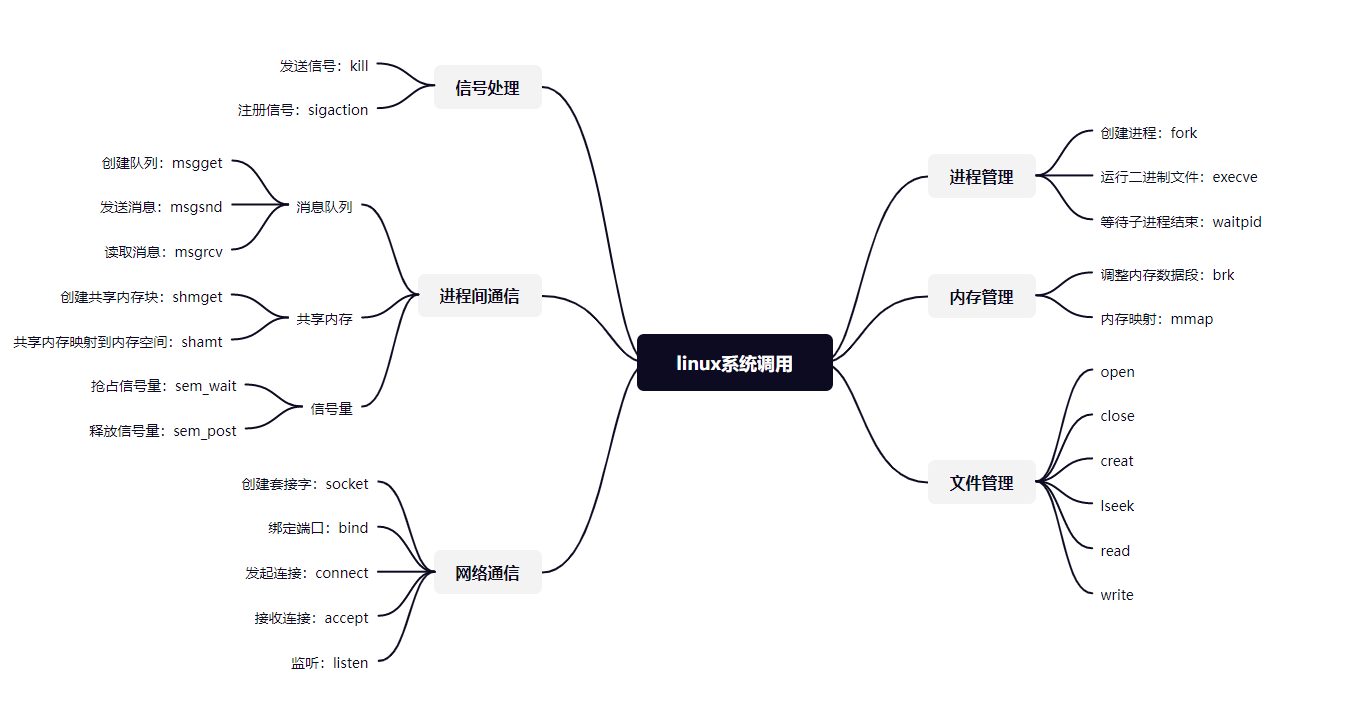 linux系统调用
信号处理
发送信号：kill
注册信号：sigaction
进程间通信
消息队列
创建队列：msgget
发送消息：msgsnd
读取消息：msgrcv
共享内存
创建共享内存块：shmget
共享内存映射到内存空间：shamt
信号量
抢占信号量：sem_wait
释放信号量：sem_post
网络通信
创建套接字：socket
绑定端口：bind
发起连接：connect
接收连接：accept
监听：listen
进程管理
创建进程：fork
运行二进制文件：execve
等待子进程结束：waitpid
内存管理
调整内存数据段：brk
内存映射：mmap
文件管理
open
close
creat
lseek
read
write